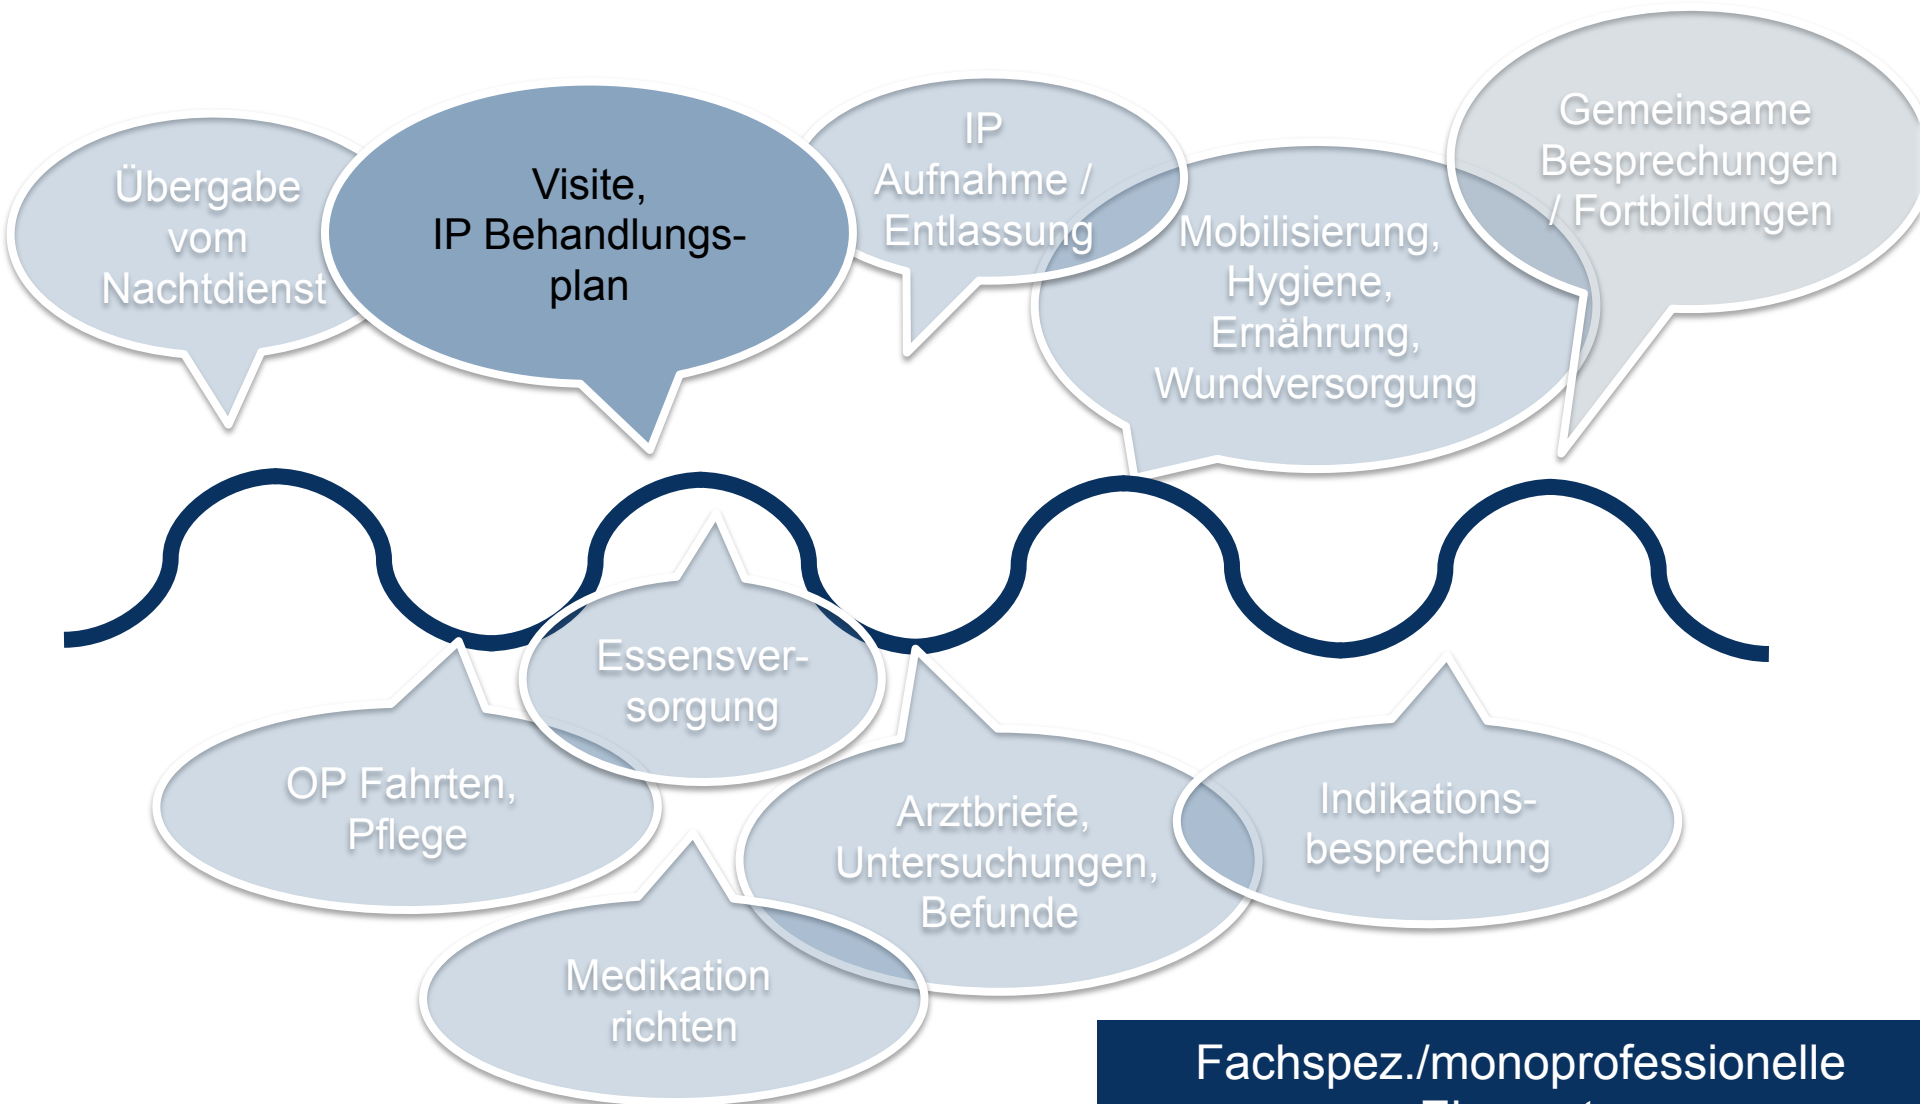 Übergabe
vom
Nachtdienst
Visite,
IP Behandlungs-
plan
IP
Aufnahme /
Entlassung
Mobilisierung,
Hygiene,
Ernährung,
Wundversorgung
Gemeinsame
Besprechungen
/ Fortbildungen
OP Fahrten,
Pflege
Essensver-
sorgung
Medikation
richten
Arztbriefe,
Untersuchungen,
Befunde
Indikations-
besprechung
Fachspez./monoprofessionelle